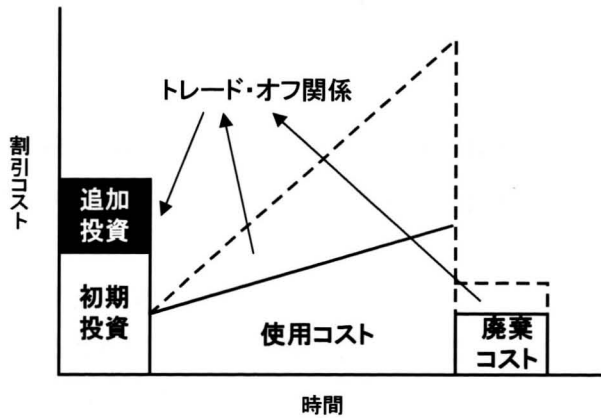 トレード・オフ関係
割引コスト
追加
投資
初期
投資
使用コスト
廃棄
コスト
時間